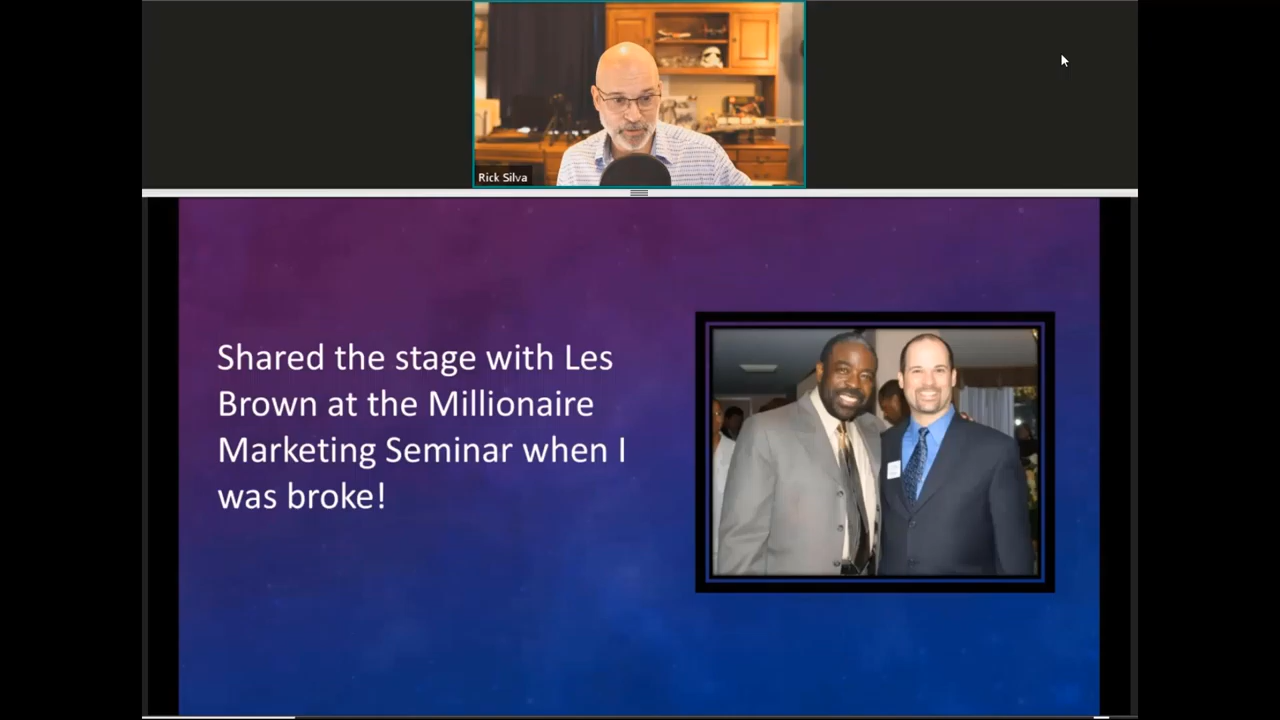 Rick Silva
Shared the stage with Les
Brown at the Millionaire
Marketing Seminar when I
was broke!